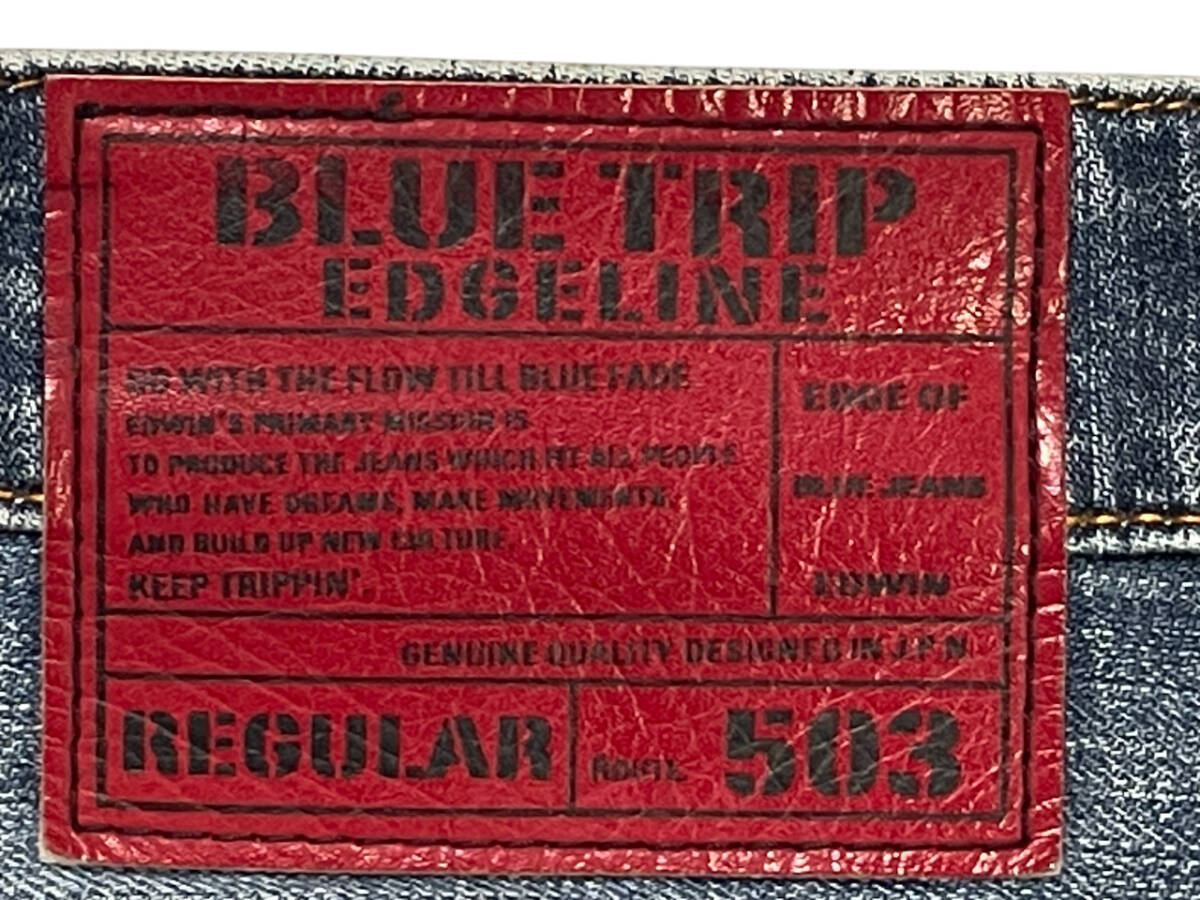 BLUE TRIP
EDGELINE
GO WITH THE FLOW TILL BLUE FADE
EDWIN'S PRIMARY MISSION IS
TO PRODUCE THE JEANS WHICH FIT ALL PEOPLE
WHO HAVE DREAMS, MAKE MOVEMENTS,
AND BUILD UP NEW CULTURE.
KEEP TRIPPIN'.
EDGE OF
BLUE JEANS
EDWIN
GENUINE QUALITY DESIGNED IN J.P.N.
REGULAR
ROUTE 503